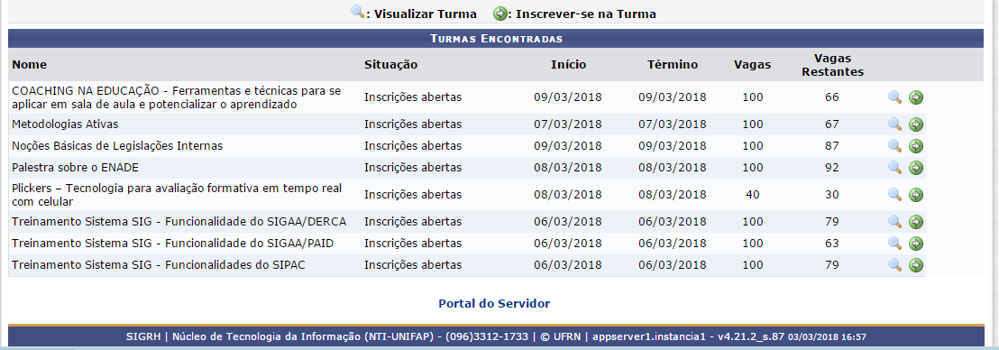 : Visualizar Turma : Inscrever-se na Turma
Turmas Encontradas
Nome Situação Início Término Vagas Vagas Restantes
COACHING NA EDUCAÇÃO - Ferramentas e técnicas para se
aplicar em sala de aula e potencializar o aprendizado Inscrições abertas 09/03/2018 09/03/2018 100 66
Metodologias Ativas Inscrições abertas 07/03/2018 07/03/2018 100 67
Noções Básicas de Legislações Internas Inscrições abertas 09/03/2018 09/03/2018 100 87
Palestra sobre o ENADE Inscrições abertas 08/03/2018 08/03/2018 100 92
Plickers – Tecnologia para avaliação formativa em tempo real
com celular Inscrições abertas 08/03/2018 08/03/2018 40 30
Treinamento Sistema SIG - Funcionalidade do SIGAA/DERCA Inscrições abertas 06/03/2018 06/03/2018 100 79
Treinamento Sistema SIG - Funcionalidade do SIGAA/PAID Inscrições abertas 06/03/2018 06/03/2018 100 63
Treinamento Sistema SIG - Funcionalidades do SIPAC Inscrições abertas 06/03/2018 06/03/2018 100 79
Portal do Servidor
SIGRH | Núcleo de Tecnologia da Informação (NTI-UNIFAP) - (096)3312-1733 | © UFRN | appserver1.instancia1 - v4.21.2_s.87 03/03/2018 16:57